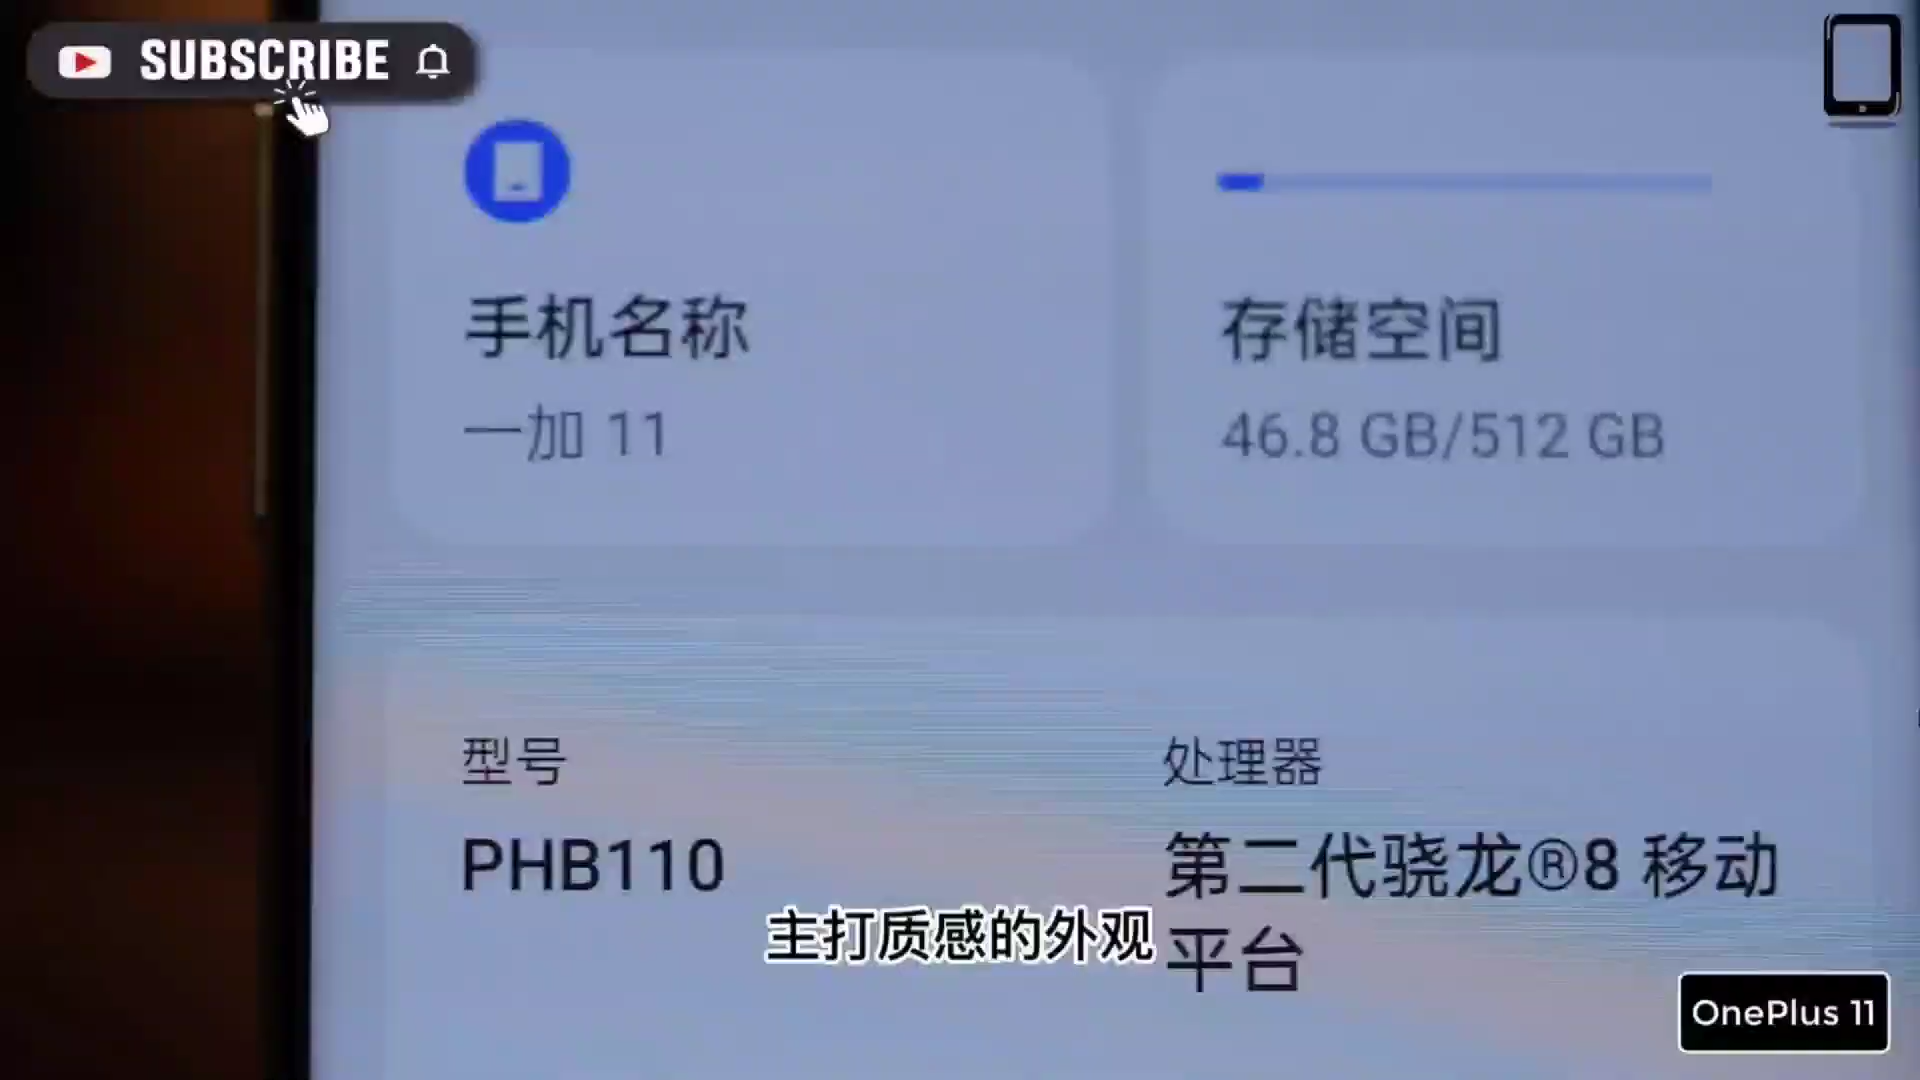 SUBSCRIBE
手机名称
一加 11
存储空间
46.8 GB/512 GB
型号
PHB110
处理器
第二代骁龙®8 移动
平台
主打质感的外观
OnePlus 11